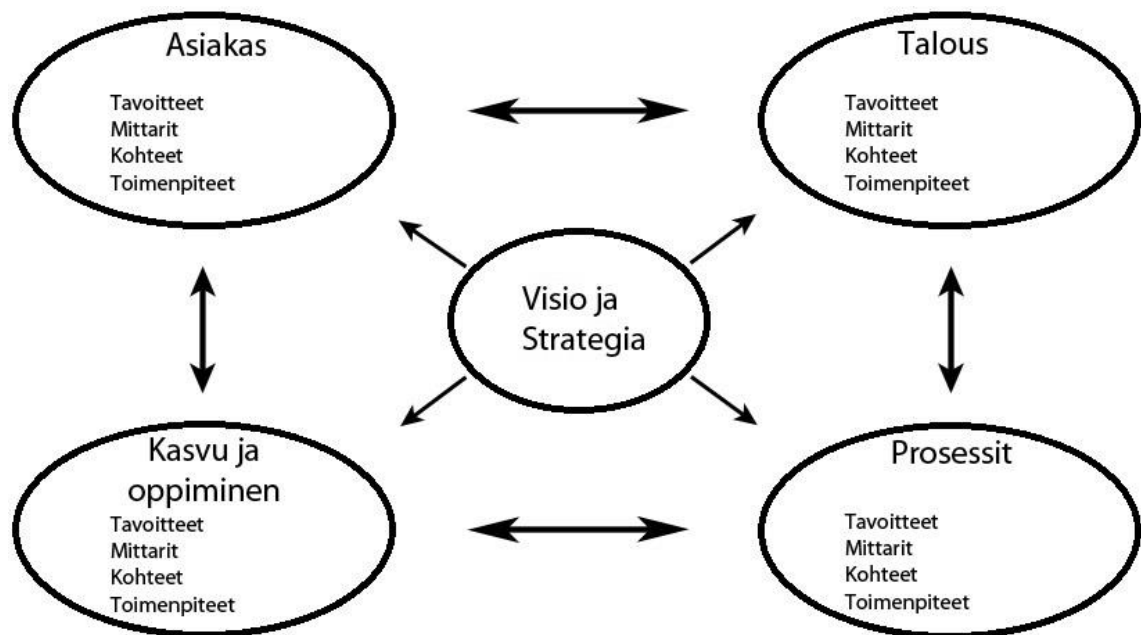 Asiakas
Tavoitteet
Mittarit
Kohteet
Toimenpiteet
Talous
Tavoitteet
Mittarit
Kohteet
Toimenpiteet
Visio ja
Strategia
Kasvu ja
oppiminen
Tavoitteet
Mittarit
Kohteet
Toimenpiteet
Prosessit
Tavoitteet
Mittarit
Kohteet
Toimenpiteet